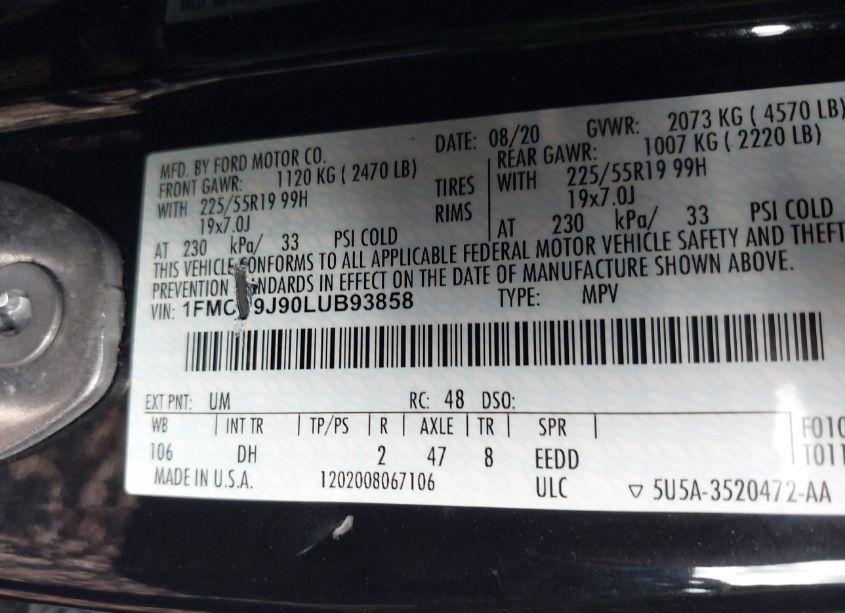 MFD. BY FORD MOTOR CO.
DATE: 08/20 GVWR: 2073 KG ( 4570 LB)
FRONT GAWR: 1120 KG ( 2470 LB) REAR GAWR: 1007 KG ( 2220 LB)
WITH 225/55R19 99H TIRES WITH 225/55R19 99H
19x7.0J RIMS 19x7.0J
AT 230 kPa/ 33 PSI COLD AT 230 kPa/ 33 PSI COLD
THIS VEHICLE CONFORMS TO ALL APPLICABLE FEDERAL MOTOR VEHICLE SAFETY AND THEFT
PREVENTION STANDARDS IN EFFECT ON THE DATE OF MANUFACTURE SHOWN ABOVE.
VIN: 1FMC 9J90LUB93858 TYPE: MPV
EXT PNT: UM RC: 48 DSO:
WB INT TR TP/PS R AXLE TR SPR
106 DH 2 47 8 EEDD
F010
T011
MADE IN U.S.A. 1202008067106 ULC ▽ 5U5A-3520472-AA